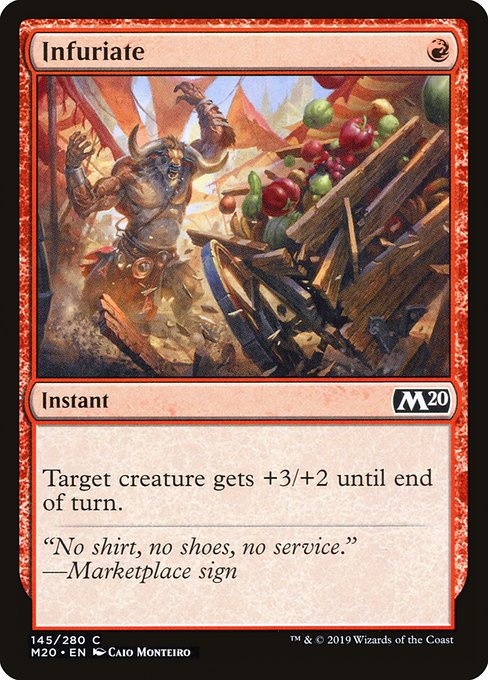 Infuriate
Instant
M20
Target creature gets +3/+2 until end
of turn.
“No shirt, no shoes, no service.”
—Marketplace sign
145/280 C
M20 • EN Caio Monteiro
™ & © 2019 Wizards of the Coast